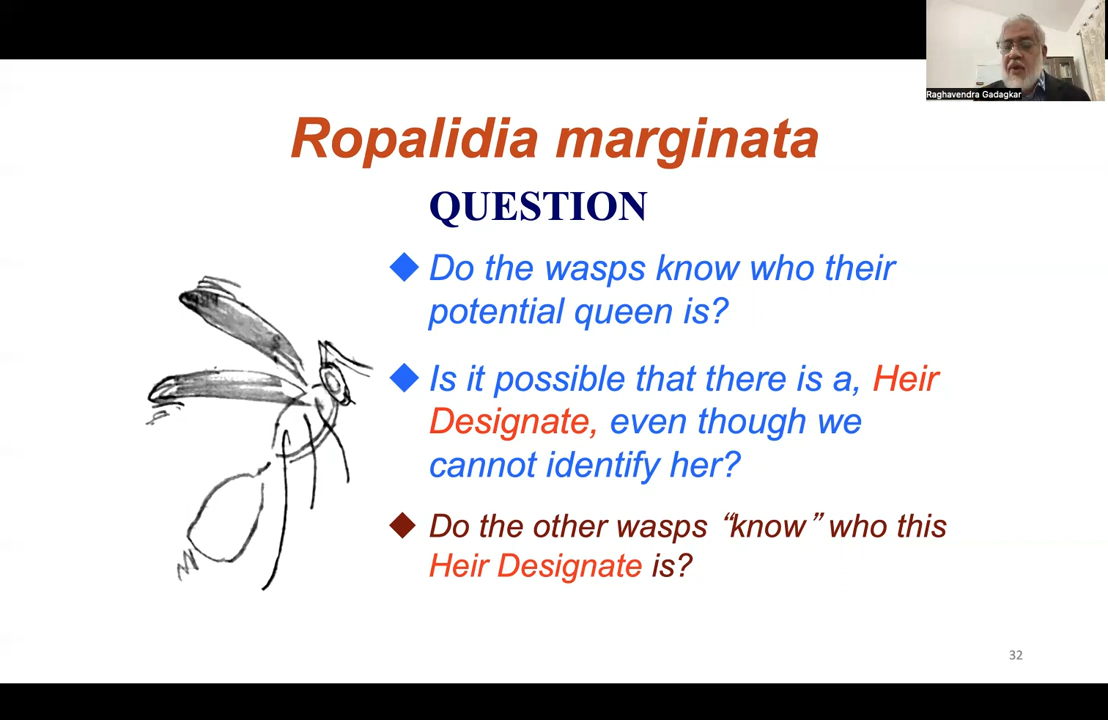 Raghavendra Gadagkar
Ropalidia marginata
QUESTION
Do the wasps know who their
potential queen is?
Is it possible that there is a, Heir
Designate, even though we
cannot identify her?
Do the other wasps “know” who this
Heir Designate is?
32